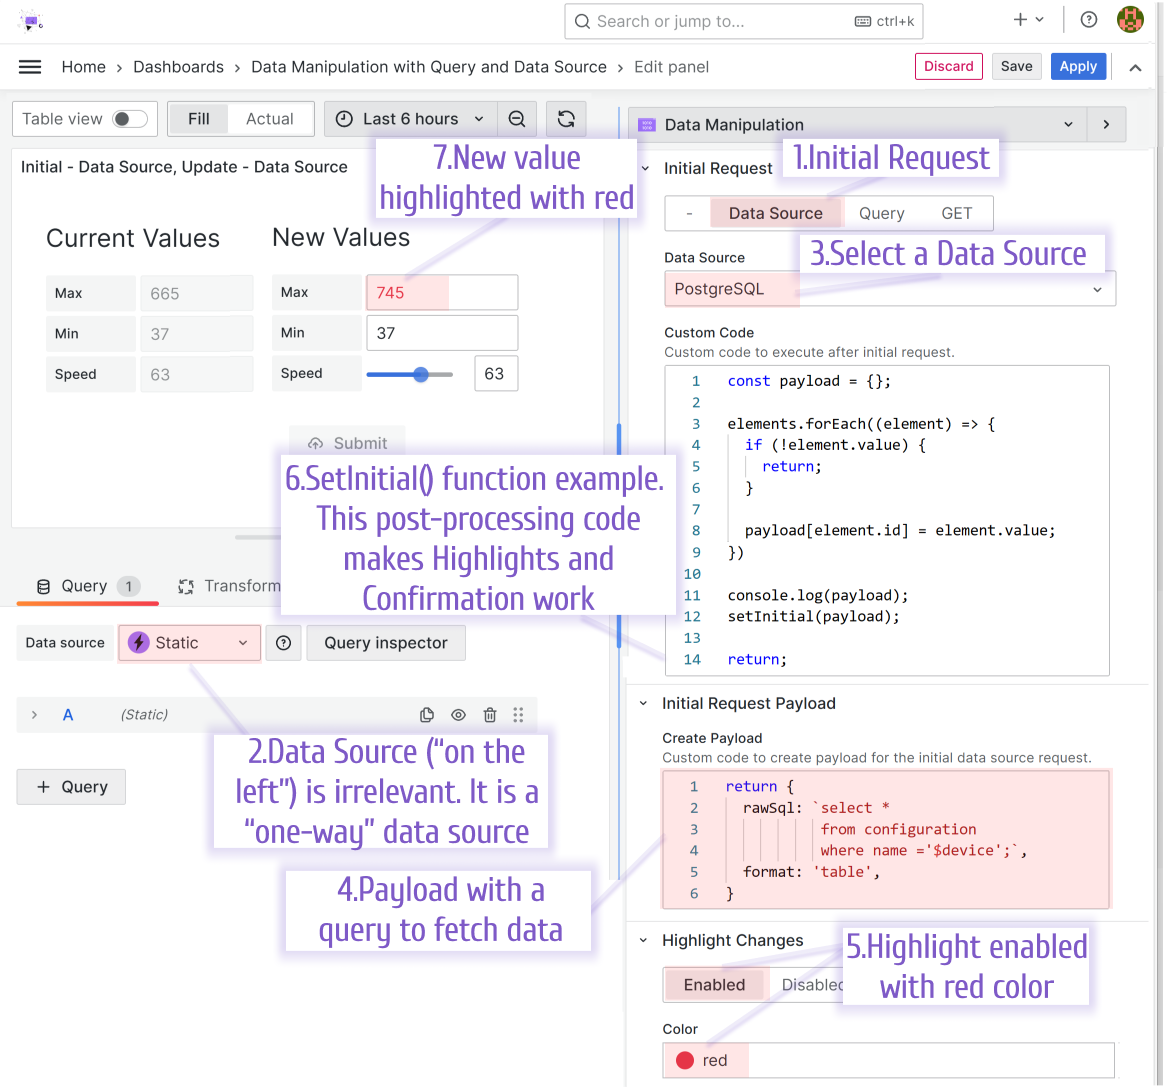 Search or jump to...
ctrl+k
Home › Dashboards › Data Manipulation with Query and Data Source › Edit panel
Discard
Save
Apply
Table view
Fill
Actual
Last 6 hours
Data Manipulation
Initial - Data Source, Update - Data Source
7.New value
highlighted with red
Current Values
New Values
Max
665
Max
745
Min
37
Min
37
Speed
63
Speed
63
Submit
6.SetInitial() function example.
This post-processing code
makes Highlights and
Confirmation work
Query
1
Transform
Data source
Static
Query inspector
A
(Static)
2.Data Source (“on the
left”) is irrelevant. It is a
“one-way” data source
+ Query
4.Payload with a
query to fetch data
Initial Request
1.Initial Request
-
Data Source
Query
GET
Data Source
3.Select a Data Source
PostgreSQL
Custom Code
Custom code to execute after initial request.
1 const payload = {};
2
3 elements.forEach((element) => {
4 if (!element.value) {
5 return;
6 }
7
8 payload[element.id] = element.value;
9 })
10
11 console.log(payload);
12 setInitial(payload);
13
14 return;
Initial Request Payload
Create Payload
Custom code to create payload for the initial data source request.
1 return {
2 rawSql: `select *
3 from configuration
4 where name ='$device';`,
5 format: 'table',
6 }
Highlight Changes
5.Highlight enabled
with red color
Enabled
Disabled
Color
red